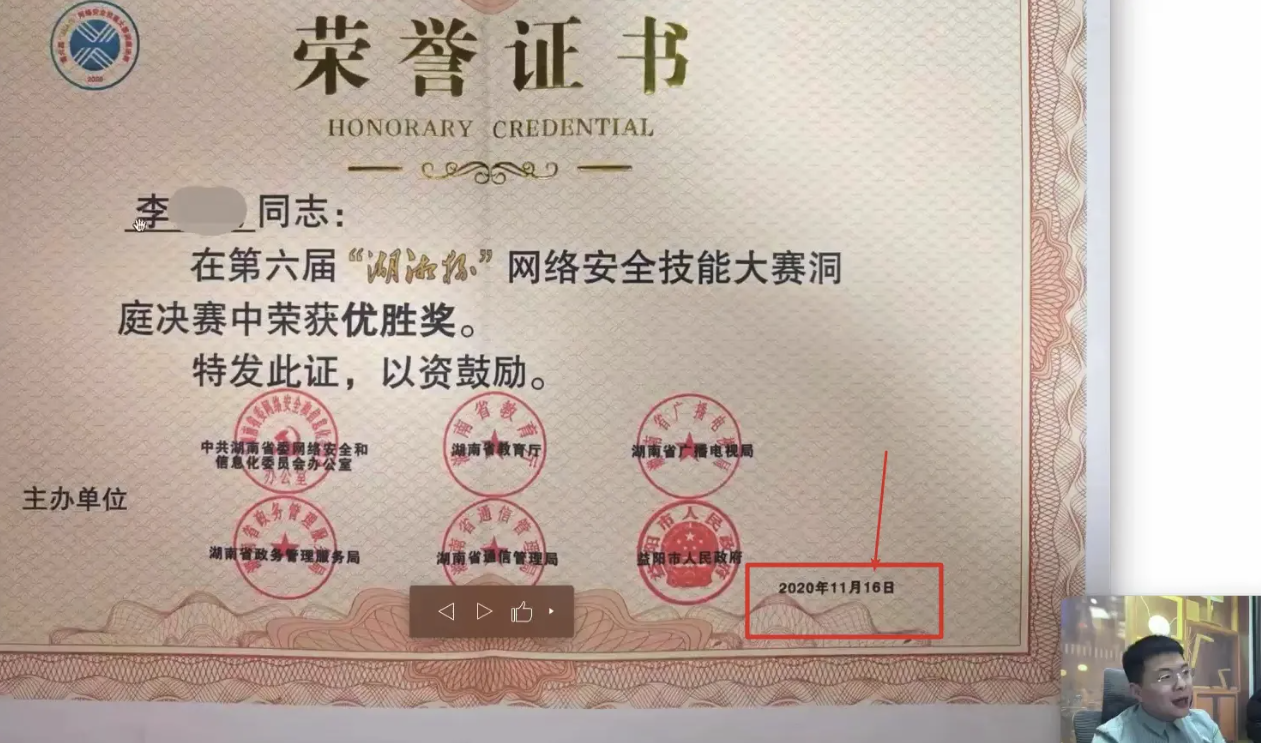 荣誉证书
HONORARY CREDENTIAL
李 同志：
在第六届“湖湘杯”网络安全技能大赛洞
庭决赛中荣获优胜奖。
特发此证，以资鼓励。
中共湖南省委网络安全和
信息化委员会办公室
湖南省教育厅
湖南省广播电视局
主办单位
湖南省政务管理服务局
湖南省通信管理局
益阳市人民政府
2020年11月16日